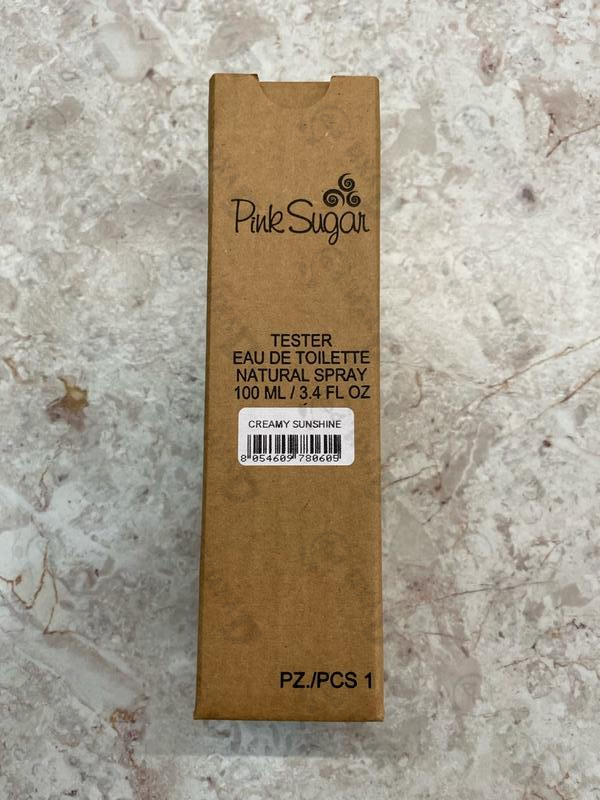 Pink Sugar
TESTER
EAU DE TOILETTE
NATURAL SPRAY
100 ML / 3.4 FL OZ
CREAMY SUNSHINE
8 054609 780605
PZ./PCS 1